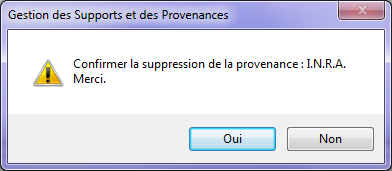 Gestion des Supports et des Provenances
Confirmer la suppression de la provenance : I.N.R.A.
Merci.
Oui
Non